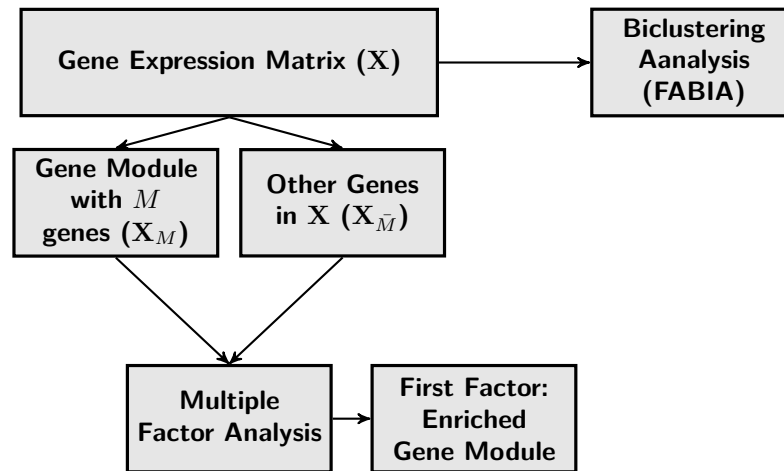 Gene Expression Matrix (X)
Biclustering
Aanalysis
(FABIA)
Gene Module
with M
genes (X_M)
Other Genes
in X (X_M̄)
Multiple
Factor Analysis
First Factor:
Enriched
Gene Module